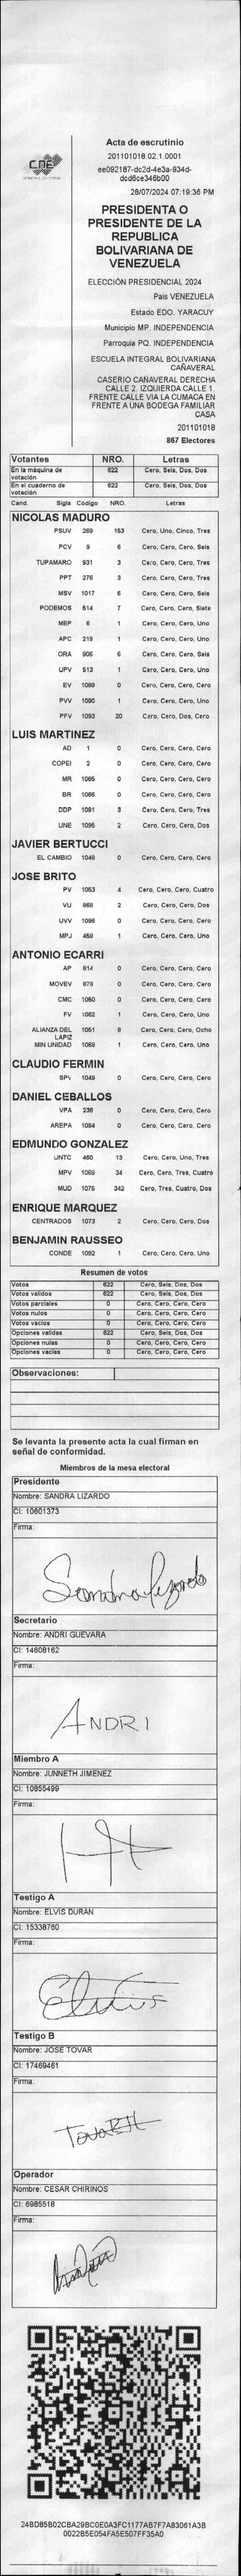 CNE
Acta de escrutinio
201101018.02.1.0001
ee092187-dc2d-4e3a-934d-
dcd6ce346b00
28/07/2024 07:19:36 PM
PRESIDENTA O
PRESIDENTE DE LA
REPUBLICA
BOLIVARIANA DE
VENEZUELA
ELECCIÓN PRESIDENCIAL 2024
Pais VENEZUELA
Estado EDO. YARACUY
Municipio MP. INDEPENDENCIA
Parroquia PQ. INDEPENDENCIA
ESCUELA INTEGRAL BOLIVARIANA
CAÑAVERAL
CASERIO CAÑAVERAL DERECHA
CALLE 2. IZQUIERDA CALLE 1.
FRENTE CALLE VIA LA CUMACA EN
FRENTE A UNA BODEGA FAMILIAR
CASA
201101018
867 Electores
Votantes NRO. Letras
En la máquina de votación 622 Cero, Seis, Dos, Dos
En el cuaderno de votación 622 Cero, Seis, Dos, Dos
Cand. Sigla Código NRO. Letras
NICOLAS MADURO
PSUV 269 153 Cero, Uno, Cinco, Tres
PCV 9 6 Cero, Cero, Cero, Seis
TUPAMARO 931 3 Cero, Cero, Cero, Tres
PPT 276 3 Cero, Cero, Cero, Tres
MSV 1017 6 Cero, Cero, Cero, Seis
PODEMOS 514 7 Cero, Cero, Cero, Siete
MEP 6 1 Cero, Cero, Cero, Uno
APC 219 1 Cero, Cero, Cero, Uno
ORA 906 6 Cero, Cero, Cero, Seis
UPV 513 1 Cero, Cero, Cero, Uno
EV 1089 0 Cero, Cero, Cero, Cero
PVV 1090 1 Cero, Cero, Cero, Uno
PFV 1093 20 Cero, Cero, Dos, Cero
LUIS MARTINEZ
AD 1 0 Cero, Cero, Cero, Cero
COPEI 2 0 Cero, Cero, Cero, Cero
MR 1065 0 Cero, Cero, Cero, Cero
BR 1066 0 Cero, Cero, Cero, Cero
DDP 1091 3 Cero, Cero, Cero, Tres
UNE 1095 2 Cero, Cero, Cero, Dos
JAVIER BERTUCCI
EL CAMBIO 1048 0 Cero, Cero, Cero, Cero
JOSE BRITO
PV 1053 4 Cero, Cero, Cero, Cuatro
VU 868 2 Cero, Cero, Cero, Dos
UVV 1096 0 Cero, Cero, Cero, Cero
MPJ 458 1 Cero, Cero, Cero, Uno
ANTONIO ECARRI
AP 814 0 Cero, Cero, Cero, Cero
MOVEV 879 0 Cero, Cero, Cero, Cero
CMC 1050 0 Cero, Cero, Cero, Cero
FV 1062 1 Cero, Cero, Cero, Uno
ALIANZA DEL LAPIZ 1051 8 Cero, Cero, Cero, Ocho
MIN UNIDAD 1068 1 Cero, Cero, Cero, Uno
CLAUDIO FERMIN
SPV 1049 0 Cero, Cero, Cero, Cero
DANIEL CEBALLOS
VPA 236 0 Cero, Cero, Cero, Cero
AREPA 1094 0 Cero, Cero, Cero, Cero
EDMUNDO GONZALEZ
UNTC 460 13 Cero, Cero, Uno, Tres
MPV 1069 34 Cero, Cero, Tres, Cuatro
MUD 1075 342 Cero, Tres, Cuatro, Dos
ENRIQUE MARQUEZ
CENTRADOS 1073 2 Cero, Cero, Cero, Dos
BENJAMIN RAUSSEO
CONDE 1092 1 Cero, Cero, Cero, Uno
Resumen de votos
Votos 622 Cero, Seis, Dos, Dos
Votos validos 622 Cero, Seis, Dos, Dos
Votos parciales 0 Cero, Cero, Cero, Cero
Votos nulos 0 Cero, Cero, Cero, Cero
Votos vacios 0 Cero, Cero, Cero, Cero
Opciones validas 622 Cero, Seis, Dos, Dos
Opciones nulas 0 Cero, Cero, Cero, Cero
Opciones vacias 0 Cero, Cero, Cero, Cero
Observaciones:
Se levanta la presente acta la cual firman en
señal de conformidad.
Miembros de la mesa electoral
Presidente
Nombre: SANDRA LIZARDO
CI: 10601373
Firma:
Sandra Lizardo
Secretario
Nombre: ANDRI GUEVARA
CI: 14608162
Firma:
ANDRI
Miembro A
Nombre: JUNNETH JIMENEZ
CI: 10855499
Firma:
Testigo A
Nombre: ELVIS DURAN
CI: 15338760
Firma:
Elvis
Testigo B
Nombre: JOSE TOVAR
CI: 17469461
Firma:
Operador
Nombre: CESAR CHIRINOS
CI: 6985518
Firma:
24BD85B02CBA29BC0E0A3FC1177AB7F7A83061A3B
0022B5E054FA5E507FF35A0